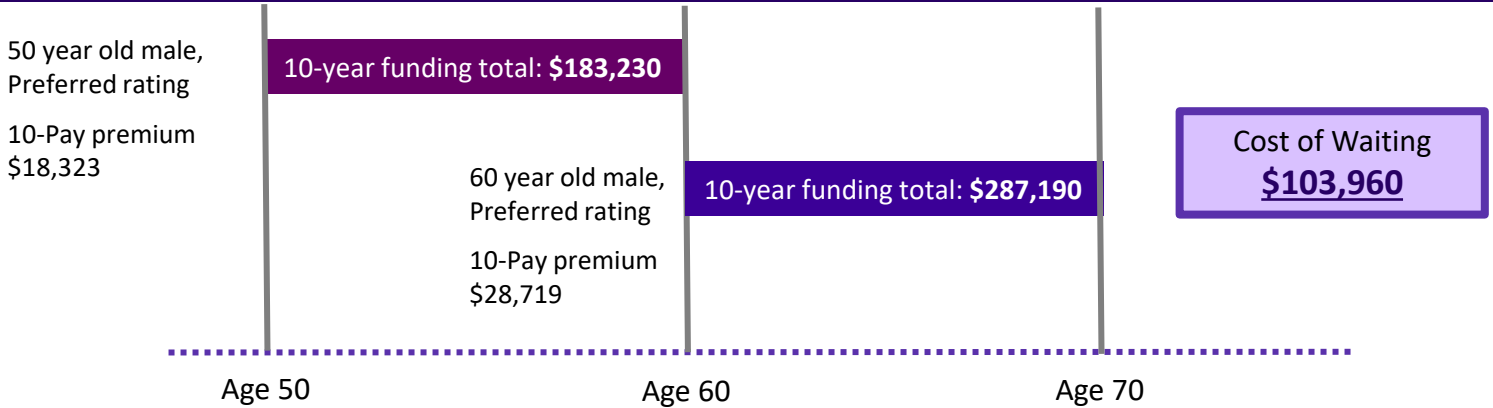 50 year old male,
Preferred rating
10-Pay premium
$18,323
10-year funding total: $183,230
60 year old male,
Preferred rating
10-Pay premium
$28,719
10-year funding total: $287,190
Cost of Waiting
$103,960
Age 50
Age 60
Age 70